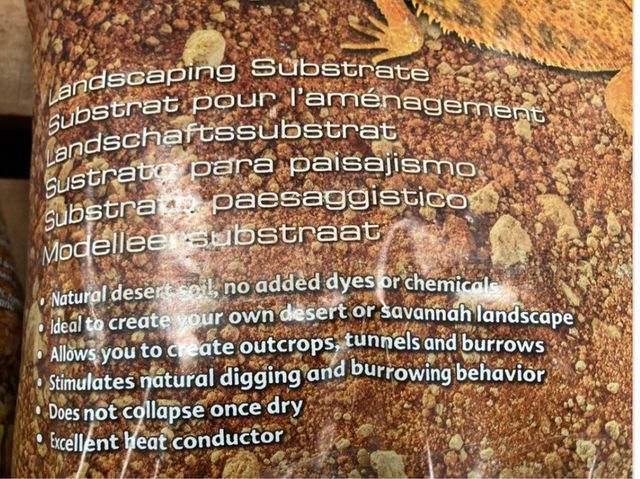 Landscaping Substrate
Substrat pour l'aménagement
Landschaftssubstrat
Sustrato para paisajismo
Substrato paesaggistico
Modelleersubstraat
• Natural desert soil, no added dyes or chemicals
• Ideal to create your own desert or savannah landscape
• Allows you to create outcrops, tunnels and burrows
• Stimulates natural digging and burrowing behavior
• Does not collapse once dry
• Excellent heat conductor